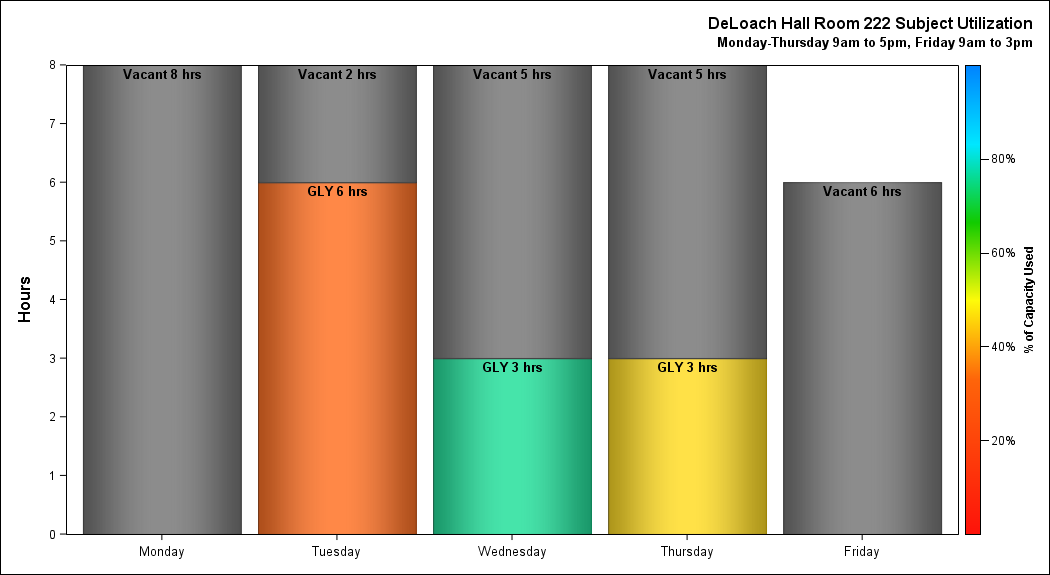 DeLoach Hall Room 222 Subject Utilization
Monday-Thursday 9am to 5pm, Friday 9am to 3pm
Hours
8
7
6
5
4
3
2
1
0
Vacant 8 hrs
Vacant 2 hrs
Vacant 5 hrs
Vacant 5 hrs
GLY 6 hrs
Vacant 6 hrs
GLY 3 hrs
GLY 3 hrs
Monday
Tuesday
Wednesday
Thursday
Friday
80%
60%
40%
20%
% of Capacity Used